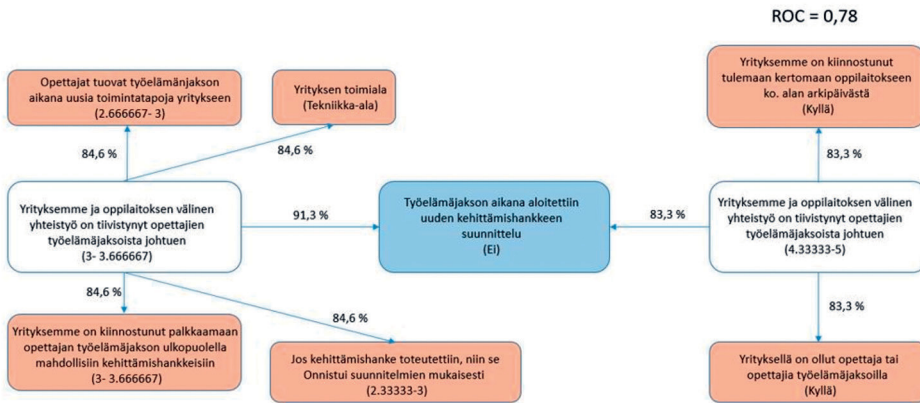 ROC = 0,78
Opettajat tuovat työelämänjakson
aikana uusia toimintatapoja yritykseen
(2.666667- 3)
Yrityksen toimiala
(Tekniikka-ala)
Yrityksemme on kiinnostunut
tulemaan kertomaan oppilaitokseen
ko. alan arkipäivästä
(Kyllä)
84,6 %
84,6 %
83,3 %
Yrityksemme ja oppilaitoksen välinen
yhteistyö on tiivistynyt opettajien
työelämäjaksoista johtuen
(3- 3.666667)
91,3 %
Työelämäjakson aikana aloitettiin
uuden kehittämishankkeen
suunnittelu
(Ei)
83,3 %
Yrityksemme ja oppilaitoksen välinen
yhteistyö on tiivistynyt opettajien
työelämäjaksoista johtuen
(4.33333-5)
84,6 %
84,6 %
83,3 %
Yrityksemme on kiinnostunut palkkaamaan
opettajan työelämäjakson ulkopuolella
mahdollisiin kehittämishankkeisiin
(3- 3.666667)
Jos kehittämishanke toteutettiin, niin se
Onnistui suunnitelmien mukaisesti
(2.33333-3)
Yrityksellä on ollut opettaja tai
opettajia työelämäjaksoilla
(Kyllä)